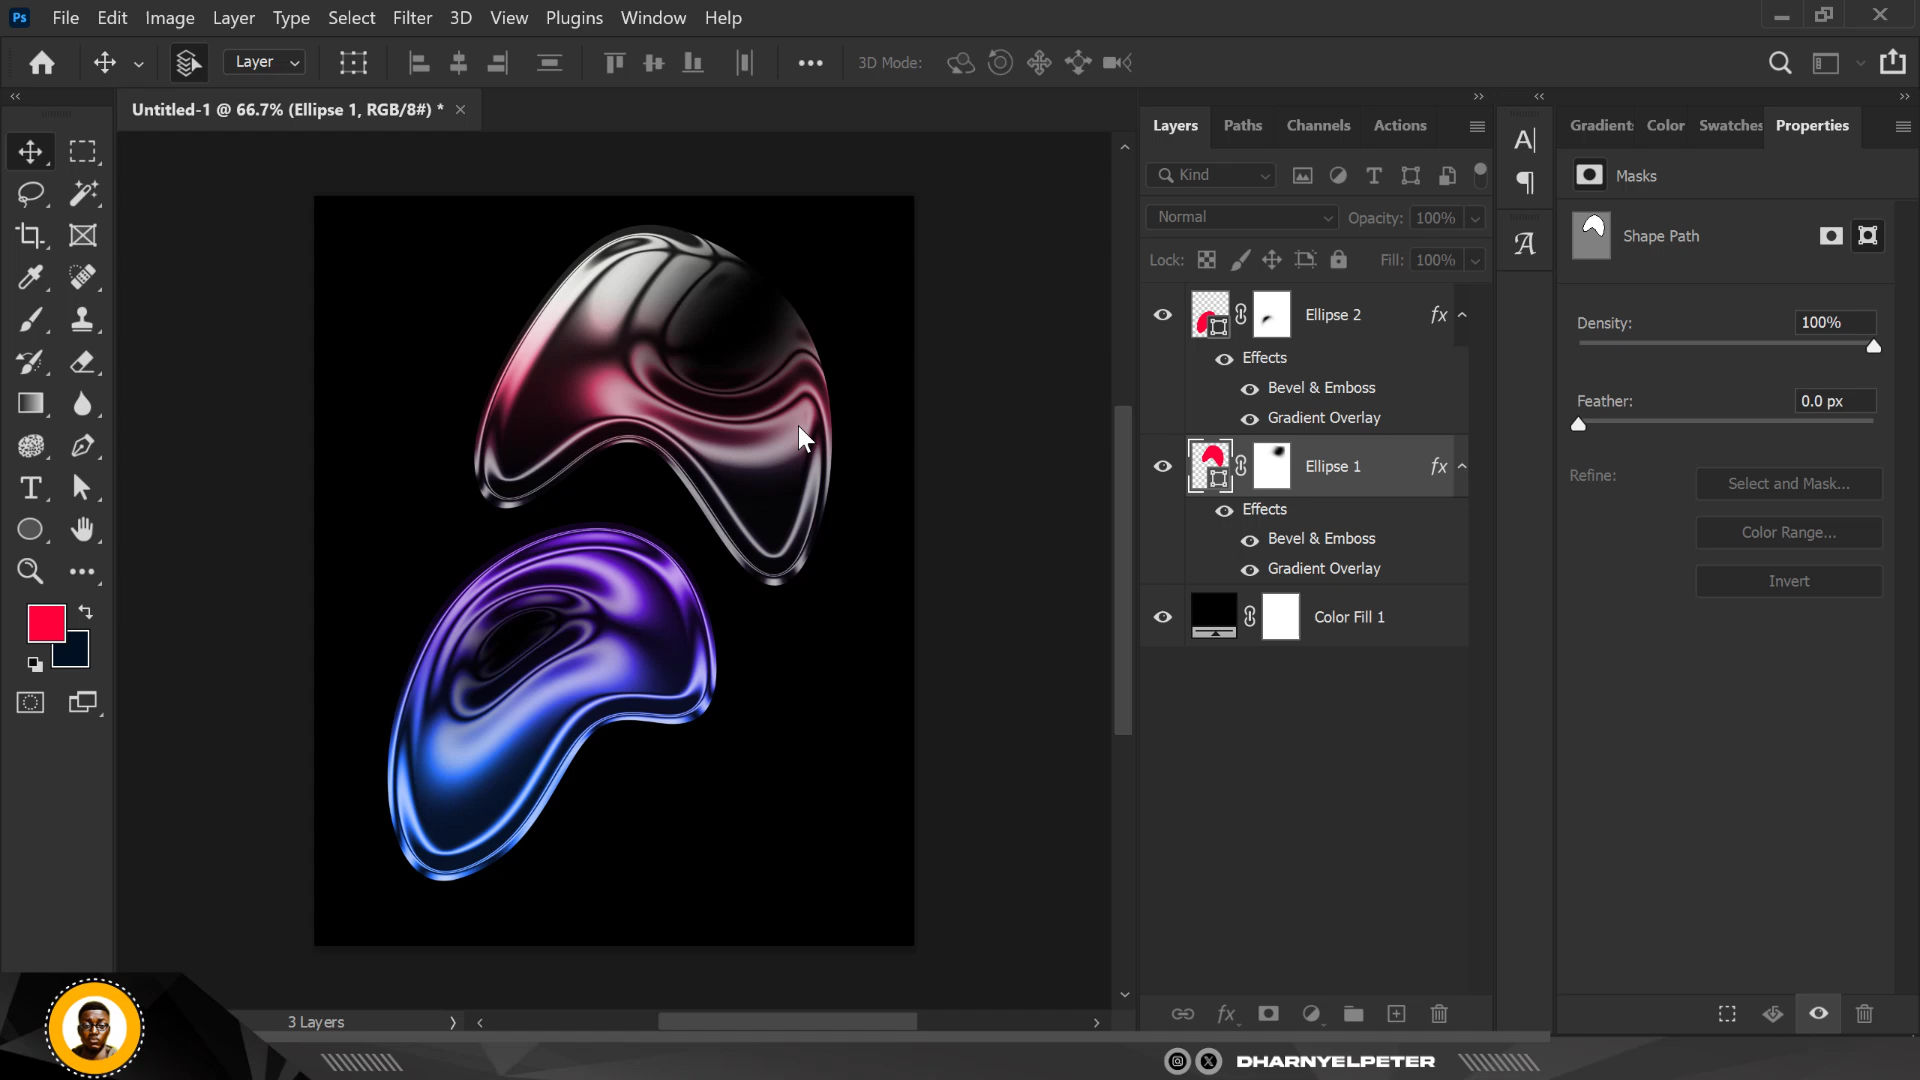 Ps File Edit Image Layer Type Select Filter 3D View Plugins Window Help
Layer 3D Mode:
Untitled-1 @ 66.7% (Ellipse 1, RGB/8#) *
Layers Paths Channels Actions
Gradients Color Swatches Properties
Kind
Masks
Normal Opacity: 100%
Shape Path
Lock: Fill: 100%
Ellipse 2 fx
Density: 100%
Effects
Bevel & Emboss
Feather: 0.0 px
Gradient Overlay
Ellipse 1 fx
Refine: Select and Mask...
Effects
Color Range...
Bevel & Emboss
Gradient Overlay
Invert
Color Fill 1
3 Layers
fx
DHARNYELPETER